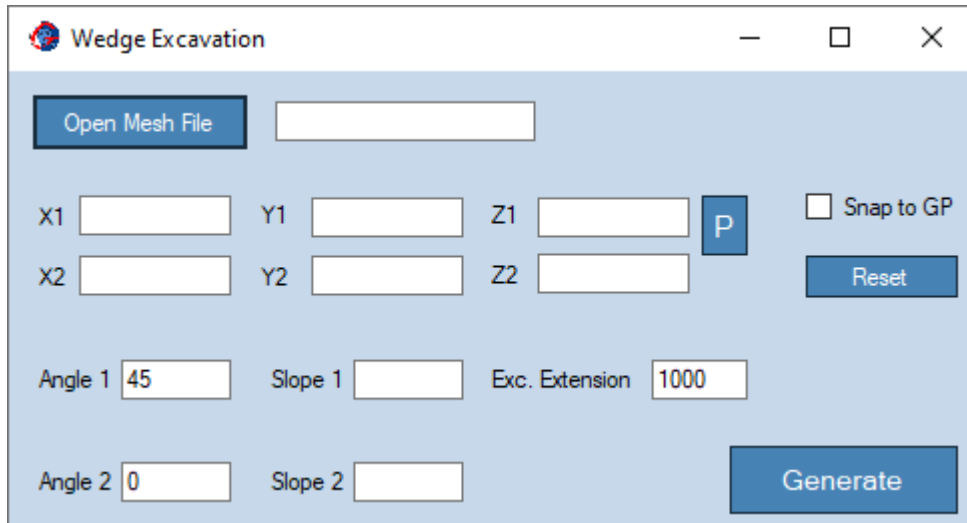 Wedge Excavation
Open Mesh File
X1 Y1 Z1 P Snap to GP
X2 Y2 Z2 Reset
Angle 1 45 Slope 1 Exc. Extension 1000
Angle 2 0 Slope 2 Generate